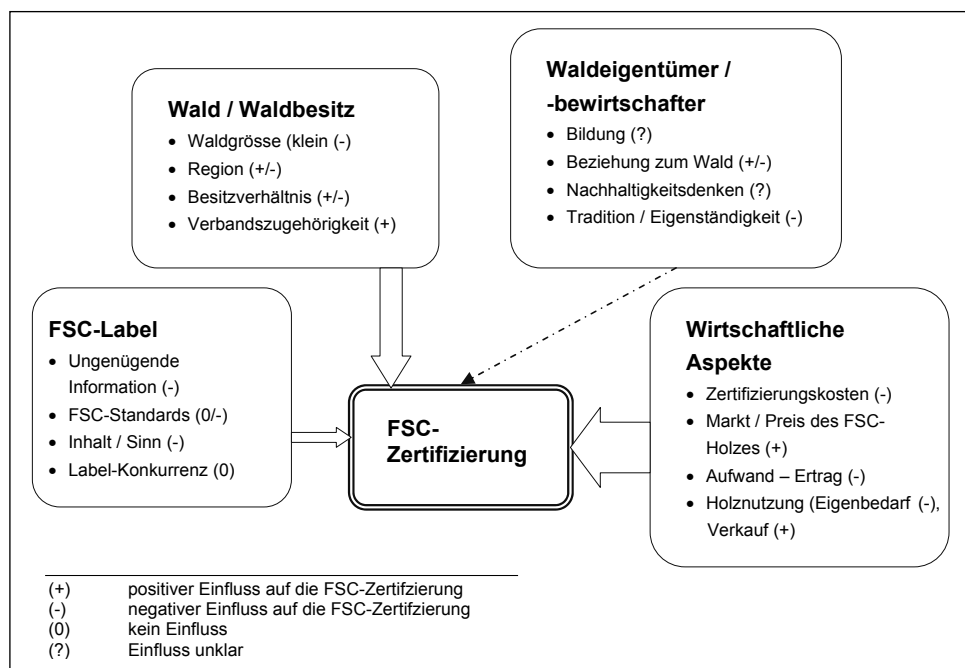 Wald / Waldbesitz
• Waldgrösse (klein (-)
• Region (+/-)
• Besitzverhältnis (+/-)
• Verbandszugehörigkeit (+)
Waldeigentümer /
-bewirtschafter
• Bildung (?)
• Beziehung zum Wald (+/-)
• Nachhaltigkeitsdenken (?)
• Tradition / Eigenständigkeit (-)
FSC-Label
• Ungenügende
Information (-)
• FSC-Standards (0/-)
• Inhalt / Sinn (-)
• Label-Konkurrenz (0)
FSC-
Zertifizierung
Wirtschaftliche
Aspekte
• Zertifizierungskosten (-)
• Markt / Preis des FSC-
Holzes (+)
• Aufwand – Ertrag (-)
• Holznutzung (Eigenbedarf (-),
Verkauf (+)
(+) positiver Einfluss auf die FSC-Zertifzierung
(-) negativer Einfluss auf die FSC-Zertifzierung
(0) kein Einfluss
(?) Einfluss unklar